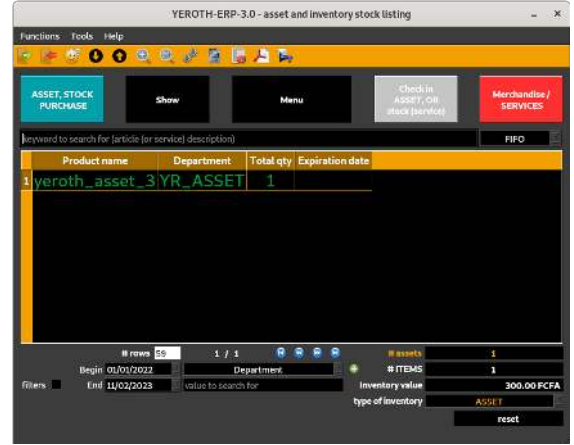 YEROTH-ERP-3.0 - asset and inventory stock listing
Functions Tools Help
ASSET, STOCK
PURCHASE
Show
Menu
Check in
ASSET, OR
stock (service)
Merchandise /
SERVICES
keyword to search for (article (or service) description)
FIFO
Product name Department Total qty Expiration date
1 yeroth_asset_3 YR_ASSET 1
# rows 59 1 / 1 # assets 1
Begin 01/01/2022 Department # ITEMS 1
filters End 11/02/2023 value to search for Inventory value 300.00 FCFA
type of inventory ASSET
reset